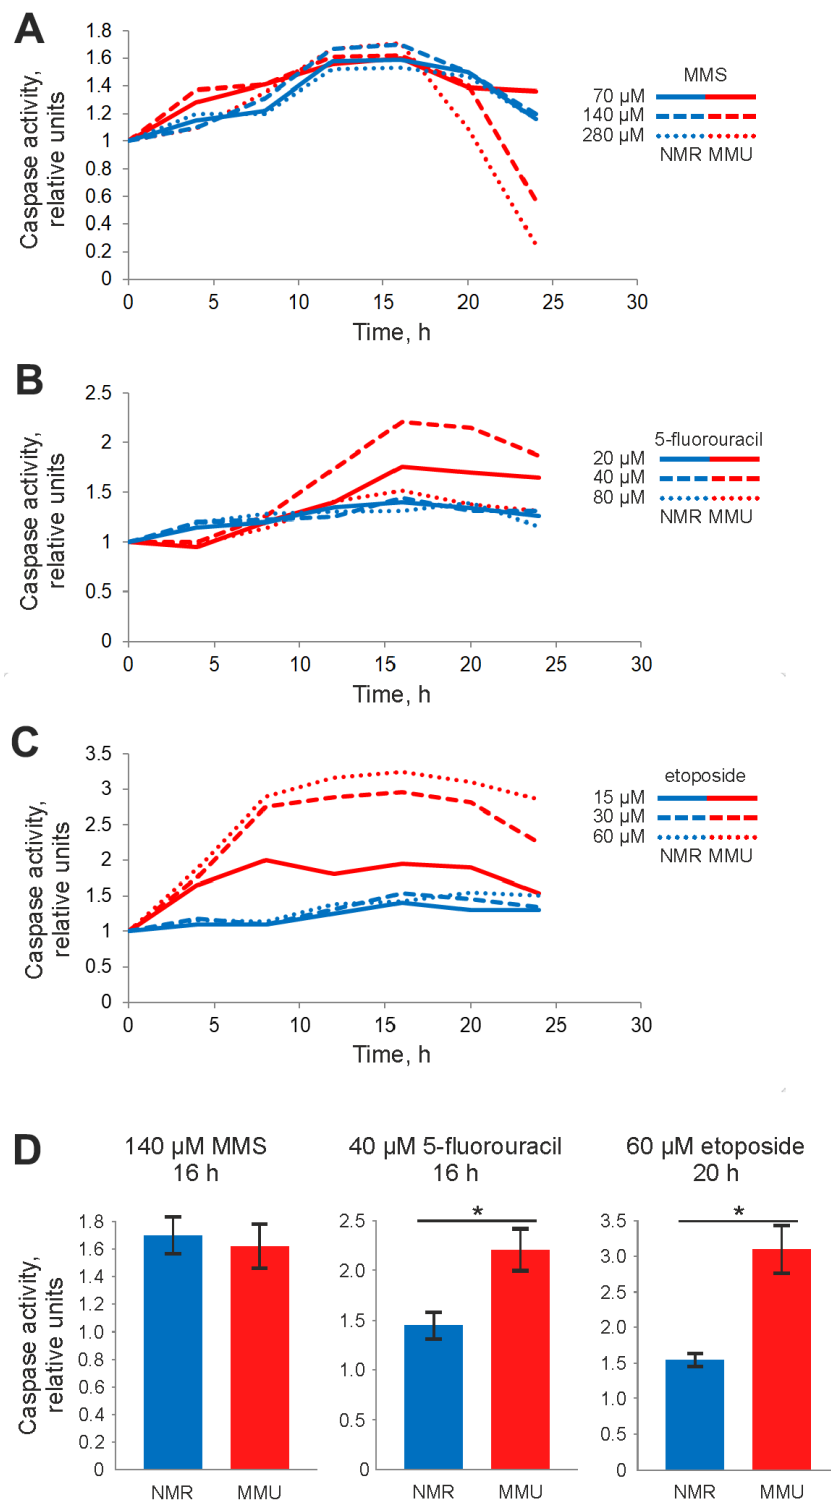 A
Caspase activity,
relative units
1.8
1.6
1.4
1.2
1
0.8
0.6
0.4
0.2
0
0 5 10 15 20 25 30
Time, h
MMS
70 µM
140 µM
280 µM
NMR MMU
B
Caspase activity,
relative units
2.5
2
1.5
1
0.5
0
0 5 10 15 20 25 30
Time, h
5-fluorouracil
20 µM
40 µM
80 µM
NMR MMU
C
Caspase activity,
relative units
3.5
3
2.5
2
1.5
1
0.5
0
0 5 10 15 20 25 30
Time, h
etoposide
15 µM
30 µM
60 µM
NMR MMU
D
Caspase activity,
relative units
140 µM MMS
16 h
1.8
1.6
1.4
1.2
1.0
0.8
0.6
0.4
0.2
0
NMR MMU
40 µM 5-fluorouracil
16 h
*
2.5
2.0
1.5
1.0
0.5
0
NMR MMU
60 µM etoposide
20 h
*
3.5
3.0
2.5
2.0
1.5
1.0
0.5
0
NMR MMU